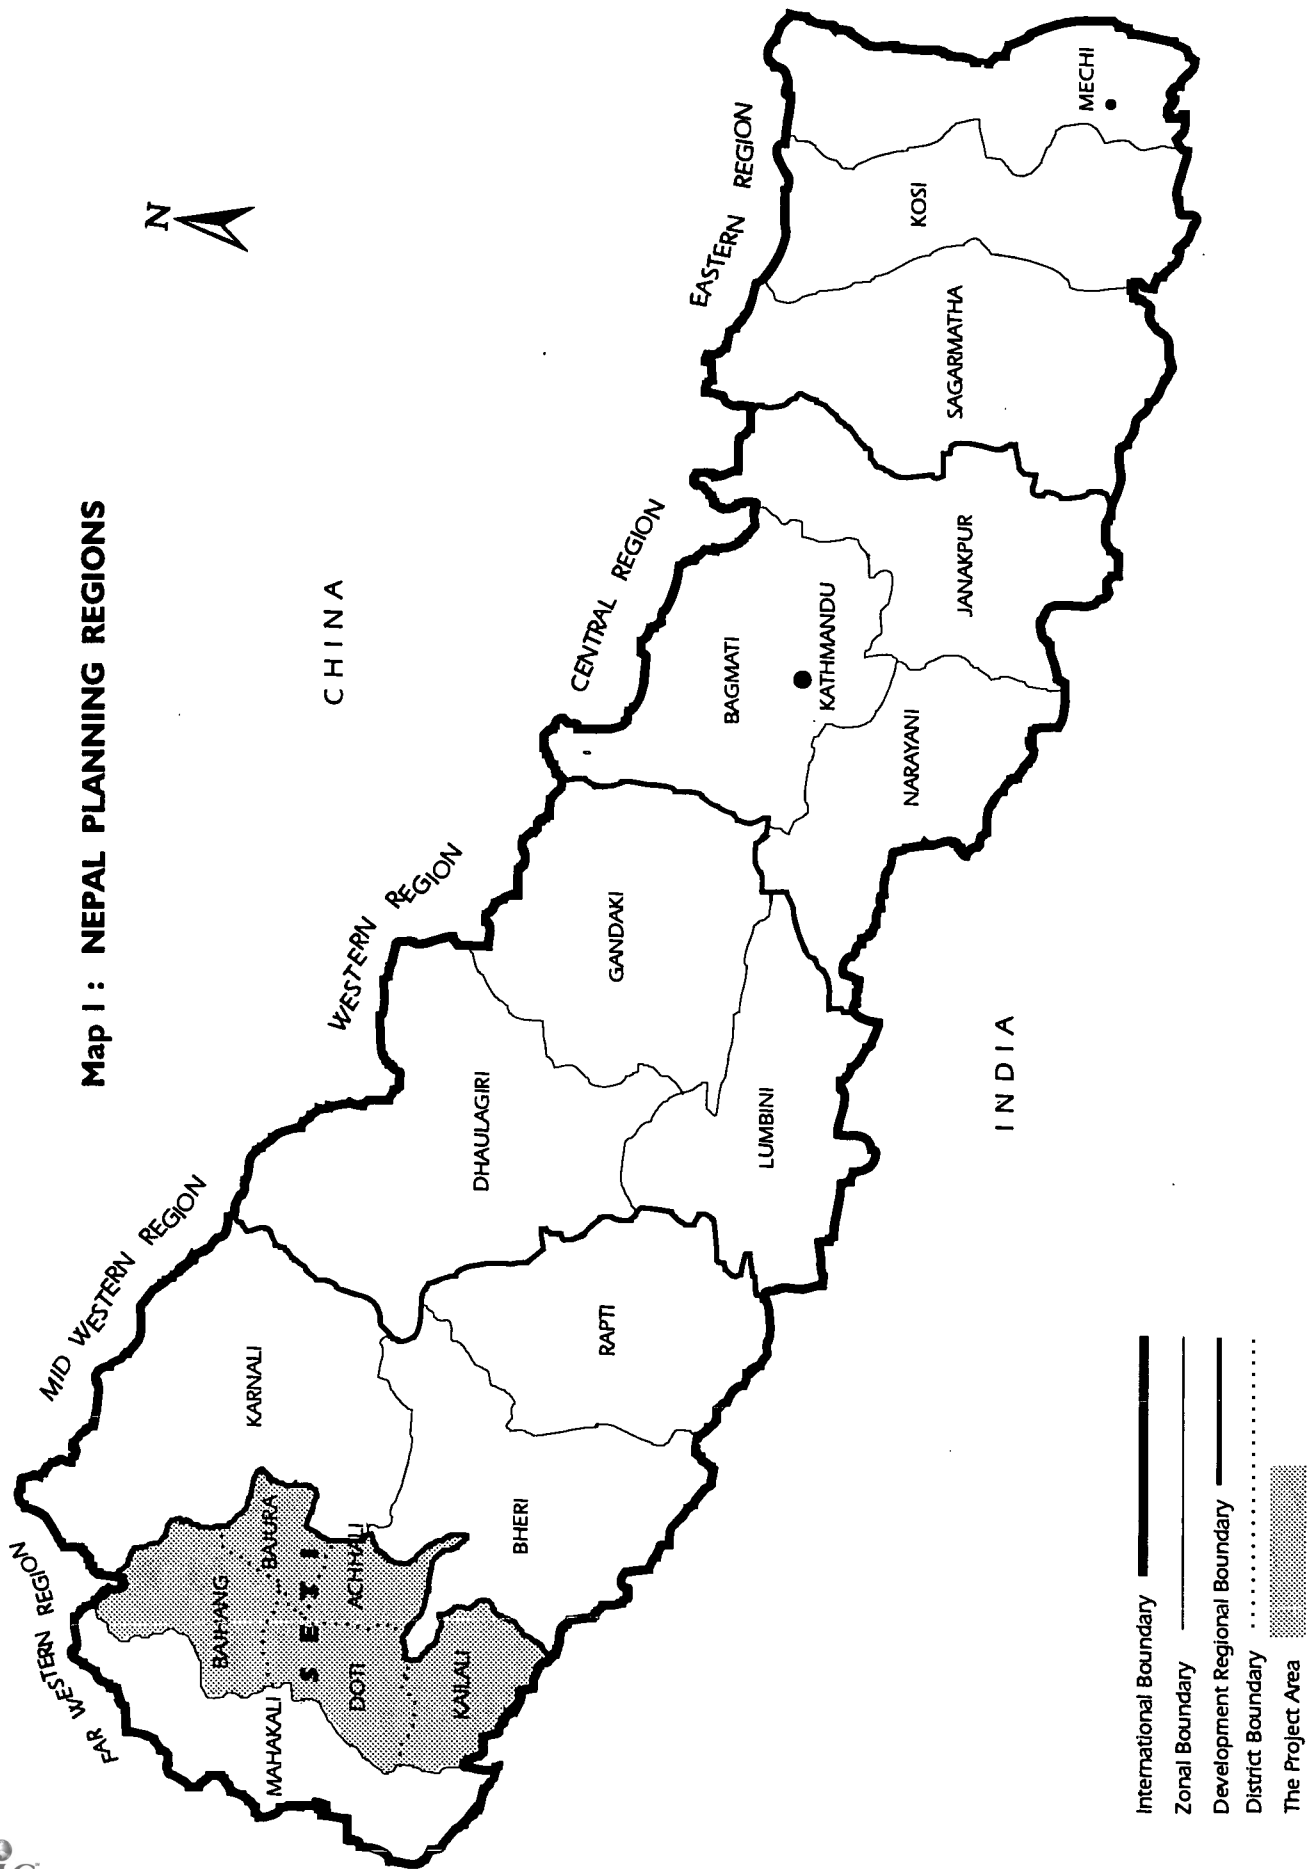 Map 1 : NEPAL PLANNING REGIONS
N
CHINA
FAR WESTERN REGION
MID WESTERN REGION
WESTERN REGION
CENTRAL REGION
EASTERN REGION
MAHAKALI
BAJHANG
BAJURA
SETI
DOTI
ACHHALI
KAILALI
KARNALI
BHERI
RAPTI
DHAULAGIRI
GANDAKI
LUMBINI
BAGMATI
KATHMANDU
NARAYANI
JANAKPUR
SAGARMATHA
KOSI
MECHI
INDIA
International Boundary
Zonal Boundary
Development Regional Boundary
District Boundary
The Project Area